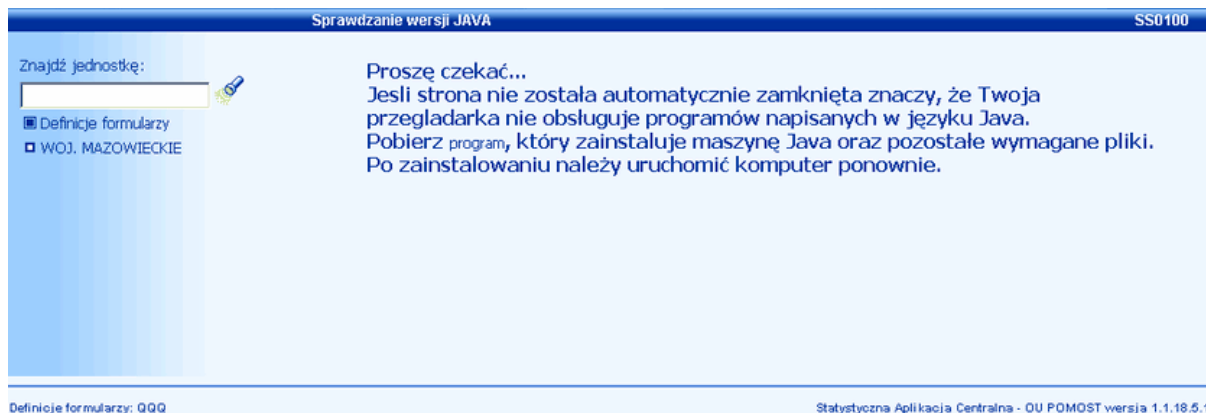 Sprawdzanie wersji JAVA SS0100
Znajdź jednostkę:
Definicje formularzy
WOJ. MAZOWIECKIE
Proszę czekać...
Jesli strona nie została automatycznie zamknięta znaczy, że Twoja
przegladarka nie obsługuje programów napisanych w języku Java.
Pobierz program, który zainstaluje maszynę Java oraz pozostałe wymagane pliki.
Po zainstalowaniu należy uruchomić komputer ponownie.
Definicje formularzy: QQQ
Statystyczna Aplikacja Centralna - OU POMOST wersja 1.1.18.5.